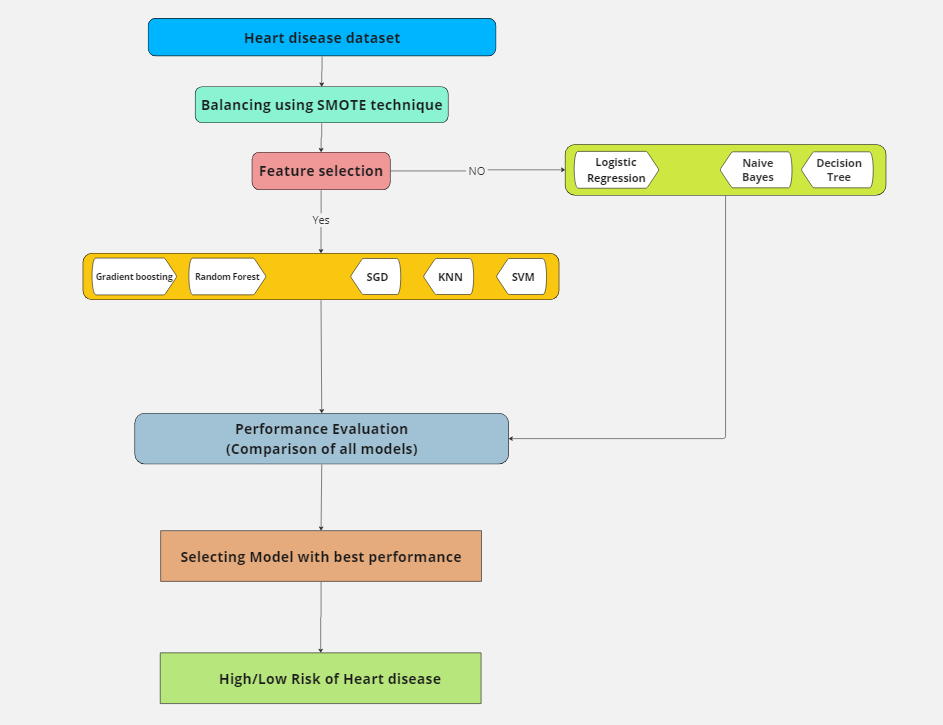 Heart disease dataset
Balancing using SMOTE technique
Feature selection
NO
Logistic
Regression
Naive
Bayes
Decision
Tree
Yes
Gradient boosting
Random Forest
SGD
KNN
SVM
Performance Evaluation
(Comparison of all models)
Selecting Model with best performance
High/Low Risk of Heart disease